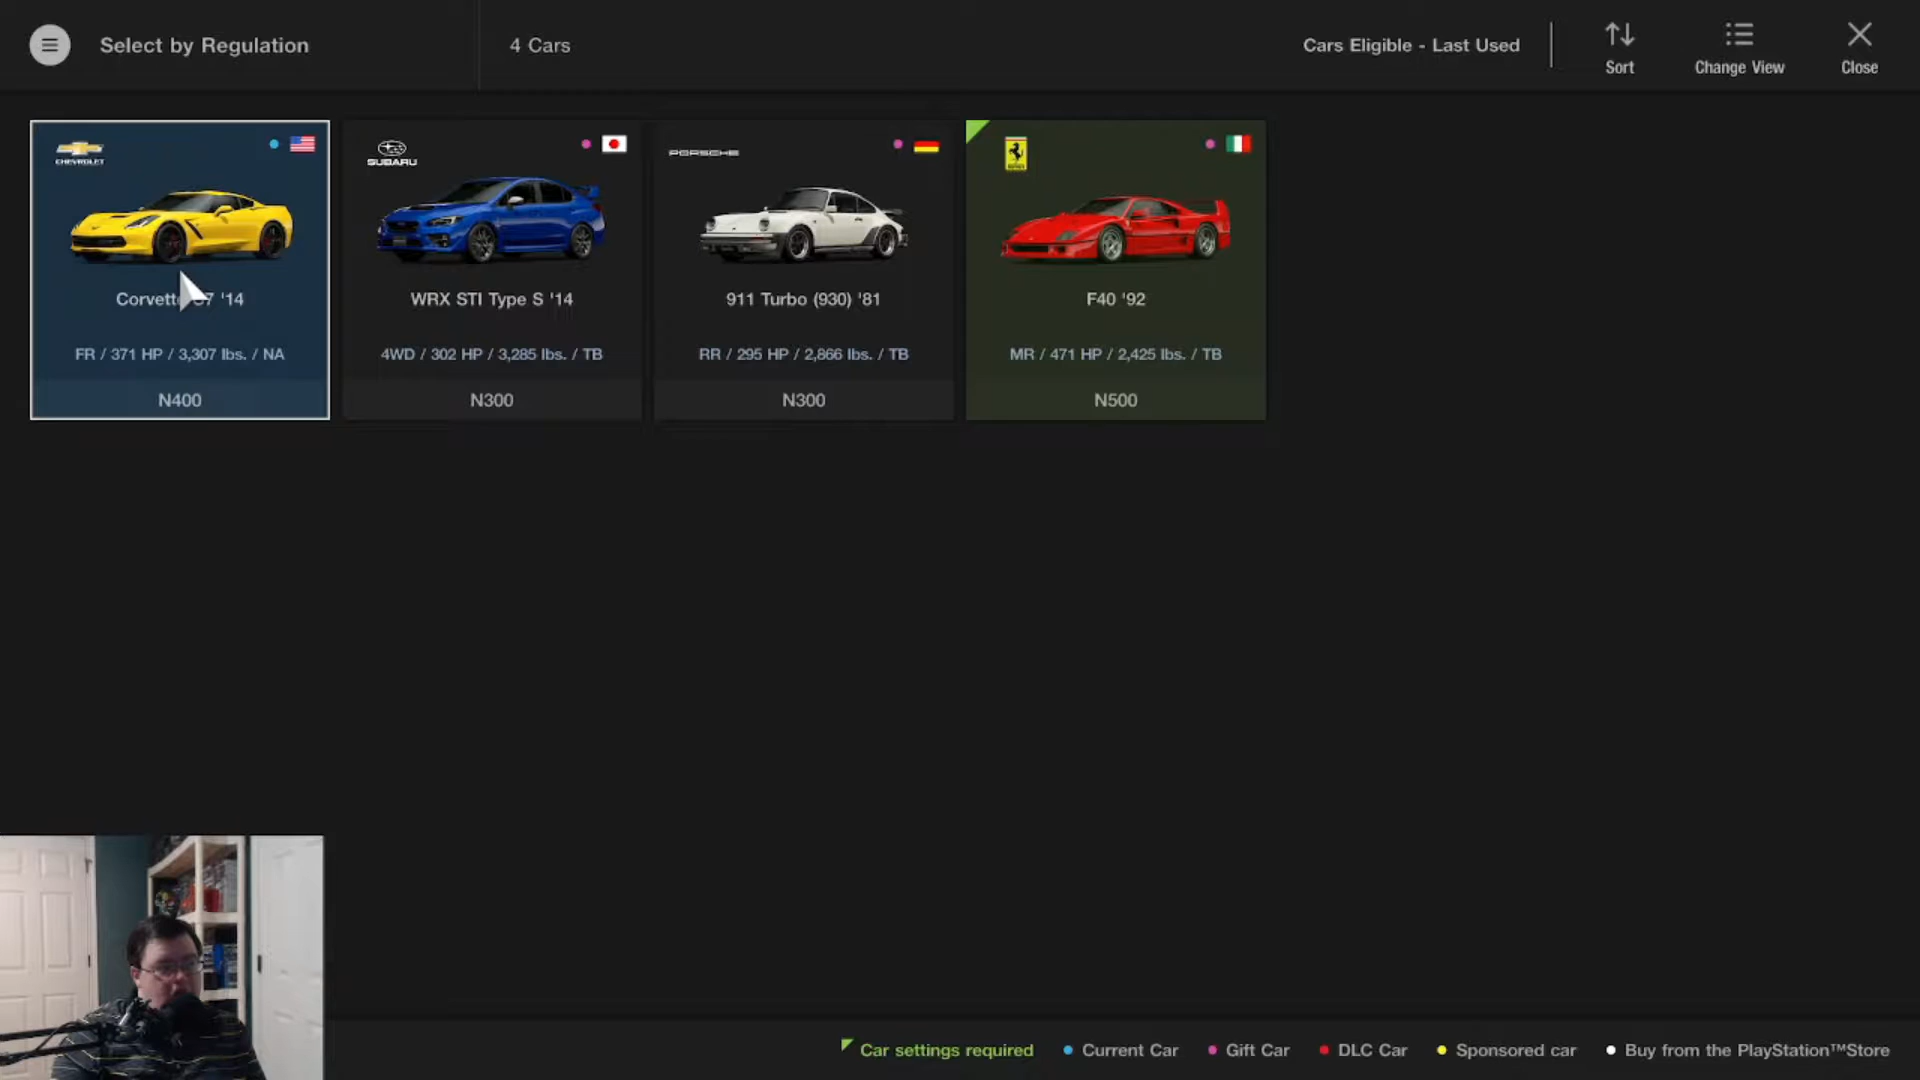 Select by Regulation
4 Cars
Cars Eligible - Last Used
Sort
Change View
Close
CHEVROLET
Corvette C7 '14
FR / 371 HP / 3,307 lbs. / NA
N400
SUBARU
WRX STI Type S '14
4WD / 302 HP / 3,285 lbs. / TB
N300
PORSCHE
911 Turbo (930) '81
RR / 295 HP / 2,866 lbs. / TB
N300
F40 '92
MR / 471 HP / 2,425 lbs. / TB
N500
Car settings required
Current Car
Gift Car
DLC Car
Sponsored car
Buy from the PlayStation™Store